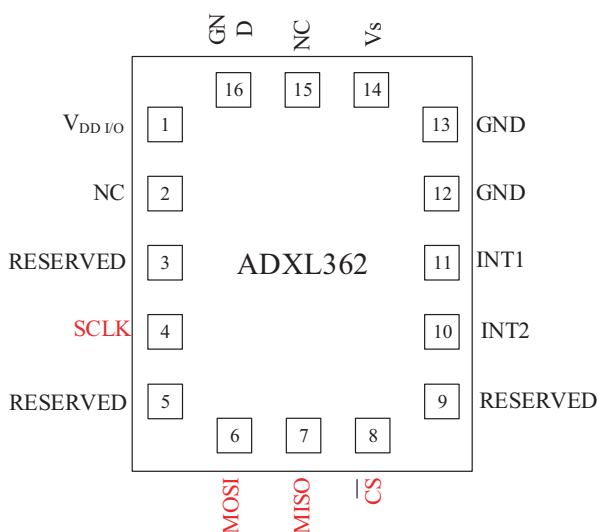 GN
D
NC
Vs
16
15
14
VDD I/O
1
13
GND
NC
2
12
GND
RESERVED
3
ADXL362
11
INT1
SCLK
4
10
INT2
RESERVED
5
9
RESERVED
6
7
8
MOSI
MISO
CS